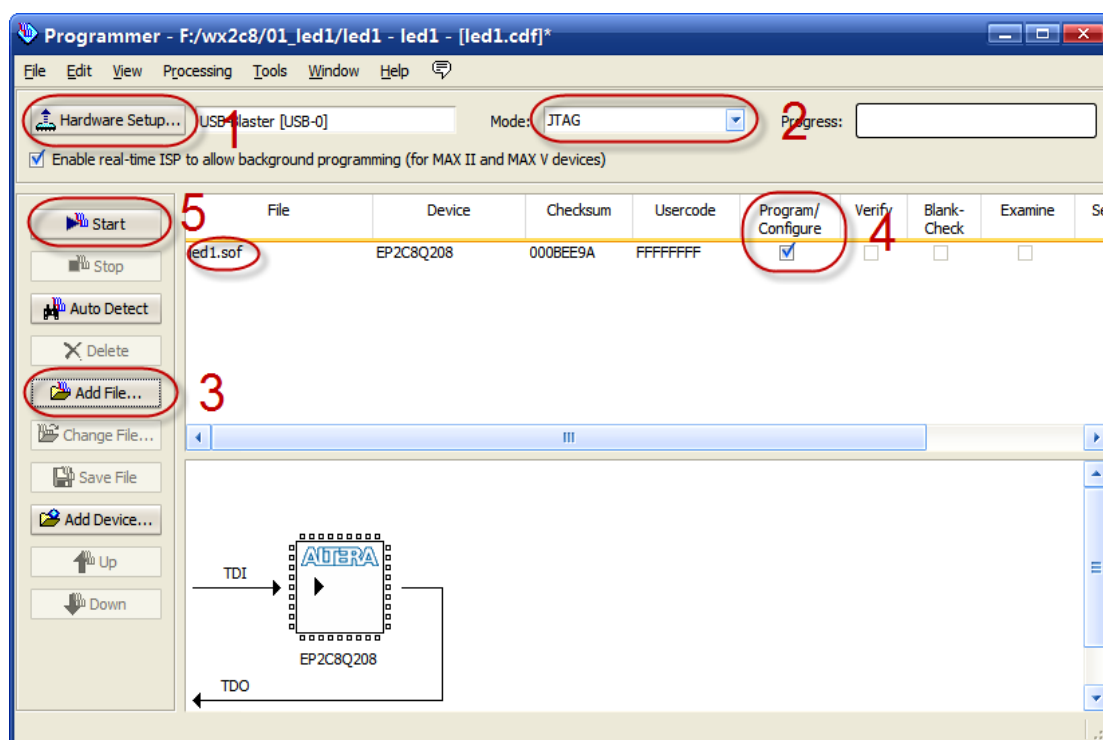 Programmer - F:/wx2c8/01_led1/led1 - led1 - [led1.cdf]*
File Edit View Processing Tools Window Help
Hardware Setup... 1 USB-Blaster [USB-0] Mode: JTAG 2 Progress:
Enable real-time ISP to allow background programming (for MAX II and MAX V devices)
Start 5
Stop
Auto Detect
Delete
Add File... 3
Change File...
Save File
Add Device...
Up
Down
File Device Checksum Usercode Program/ Configure Verify Blank- Check Examine Se
4
led1.sof EP2C8Q208 000BEE9A FFFFFFFF
TDI
ALTERA
EP2C8Q208
TDO